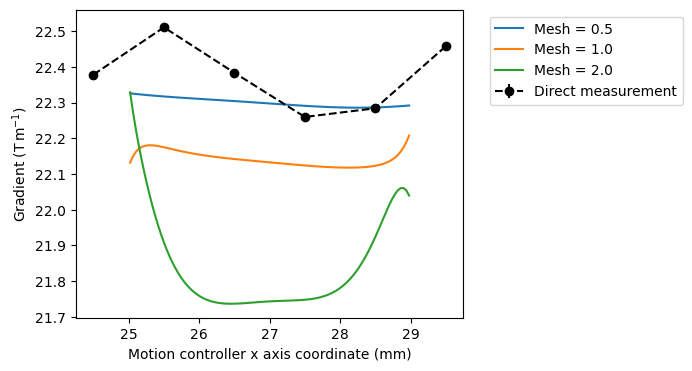 22.5
22.4
22.3
22.2
22.1
22.0
21.9
21.8
21.7
Gradient (T m⁻¹)
25 26 27 28 29
Motion controller x axis coordinate (mm)
Mesh = 0.5
Mesh = 1.0
Mesh = 2.0
Direct measurement